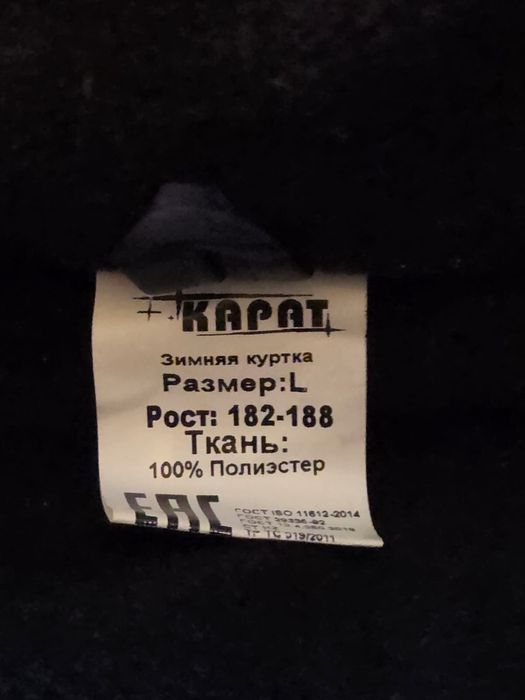 КАРАТ
Зимняя куртка
Размер:L
Рост: 182-188
Ткань:
100% Полиэстер
ЕАС
ГОСТ ISO 11612-2014
ГОСТ
ТР ТС 019/2011